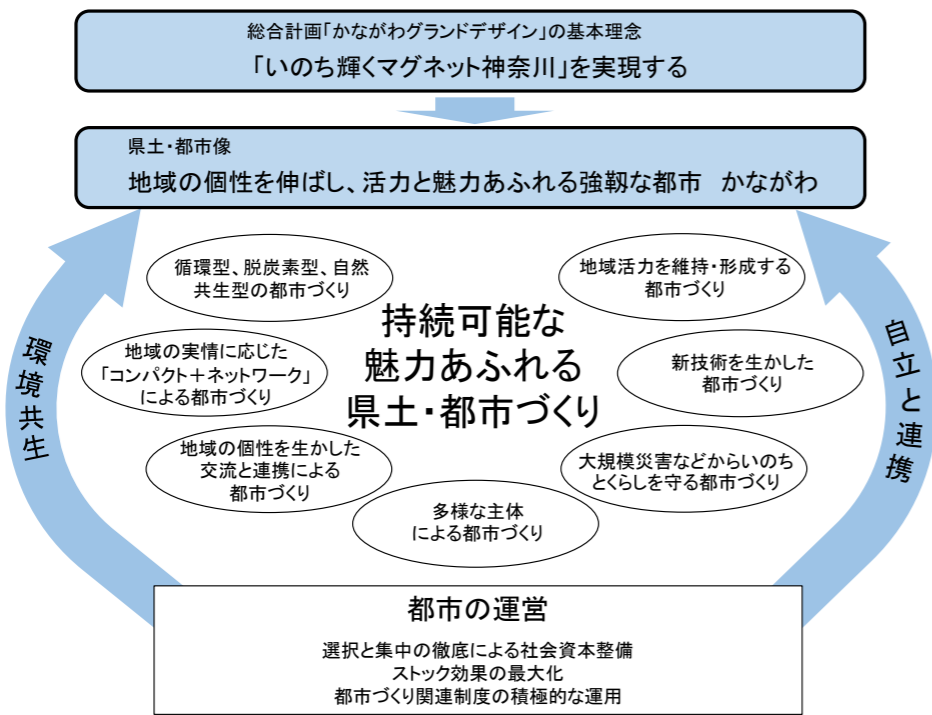 総合計画「かながわグランドデザイン」の基本理念
「いのち輝くマグネット神奈川」を実現する
県土・都市像
地域の個性を伸ばし、活力と魅力あふれる強靱な都市　かながわ
環境共生
自立と連携
循環型、脱炭素型、自然
共生型の都市づくり
地域活力を維持・形成する
都市づくり
持続可能な
魅力あふれる
県土・都市づくり
地域の実情に応じた
「コンパクト＋ネットワーク」
による都市づくり
新技術を生かした
都市づくり
地域の個性を生かした
交流と連携による
都市づくり
大規模災害などからいのち
とくらしを守る都市づくり
多様な主体
による都市づくり
都市の運営
選択と集中の徹底による社会資本整備
ストック効果の最大化
都市づくり関連制度の積極的な運用